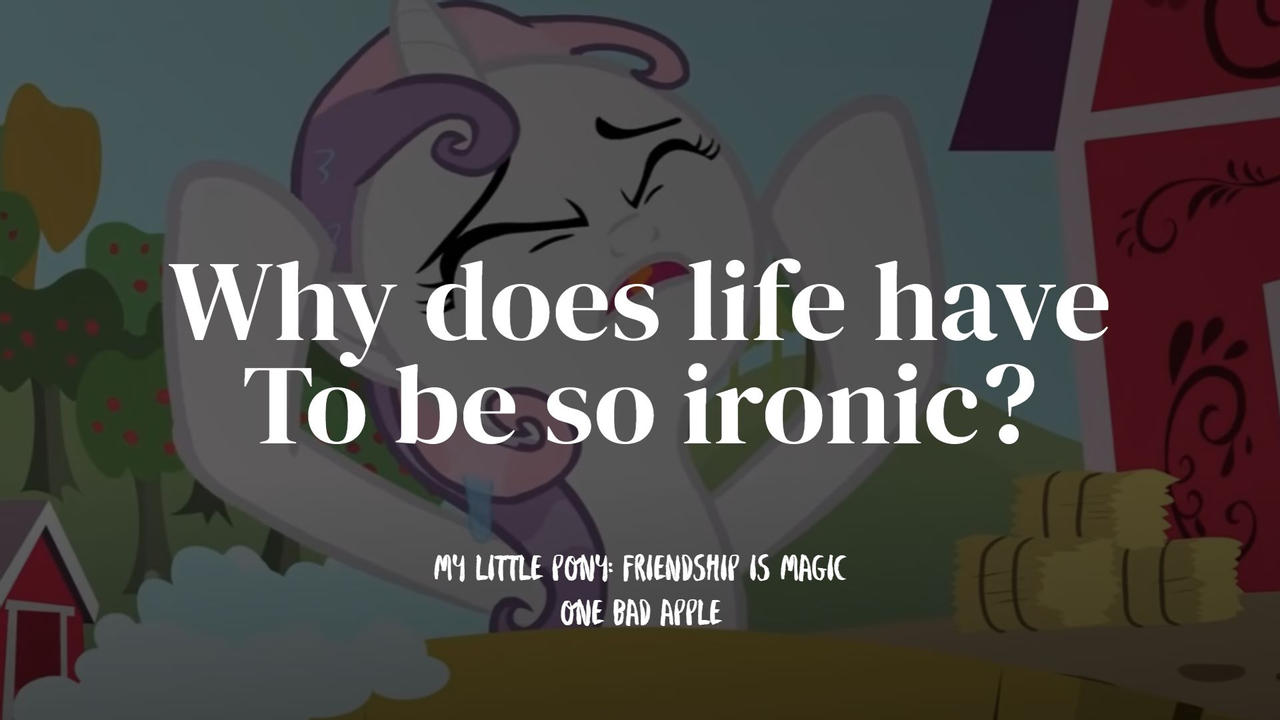 Why does life have
To be so ironic?
MY LITTLE PONY: FRIENDSHIP IS MAGIC
ONE BAD APPLE